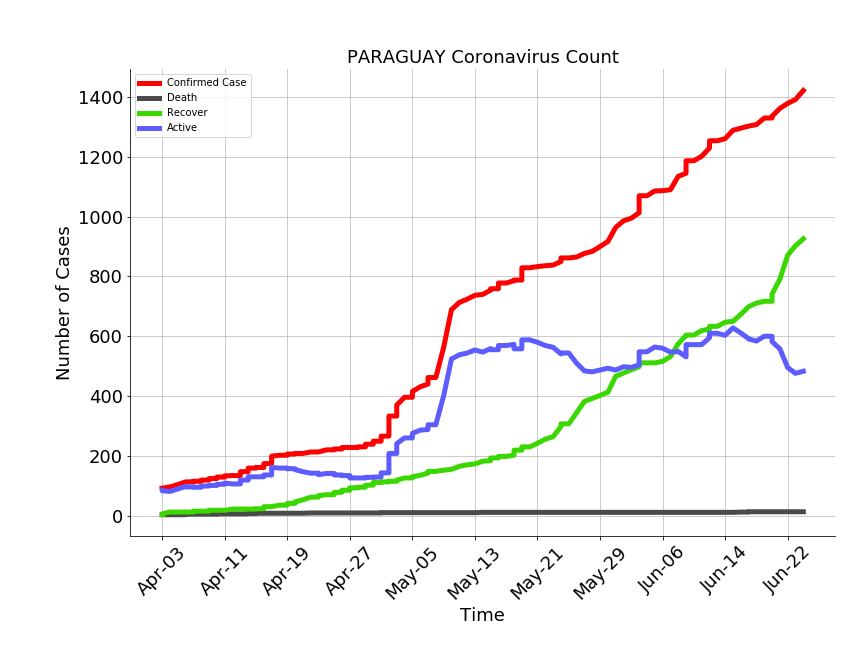 PARAGUAY Coronavirus Count
Confirmed Case
Death
Recover
Active
Number of Cases
1400
1200
1000
800
600
400
200
0
Apr-03
Apr-11
Apr-19
Apr-27
May-05
May-13
May-21
May-29
Jun-06
Jun-14
Jun-22
Time